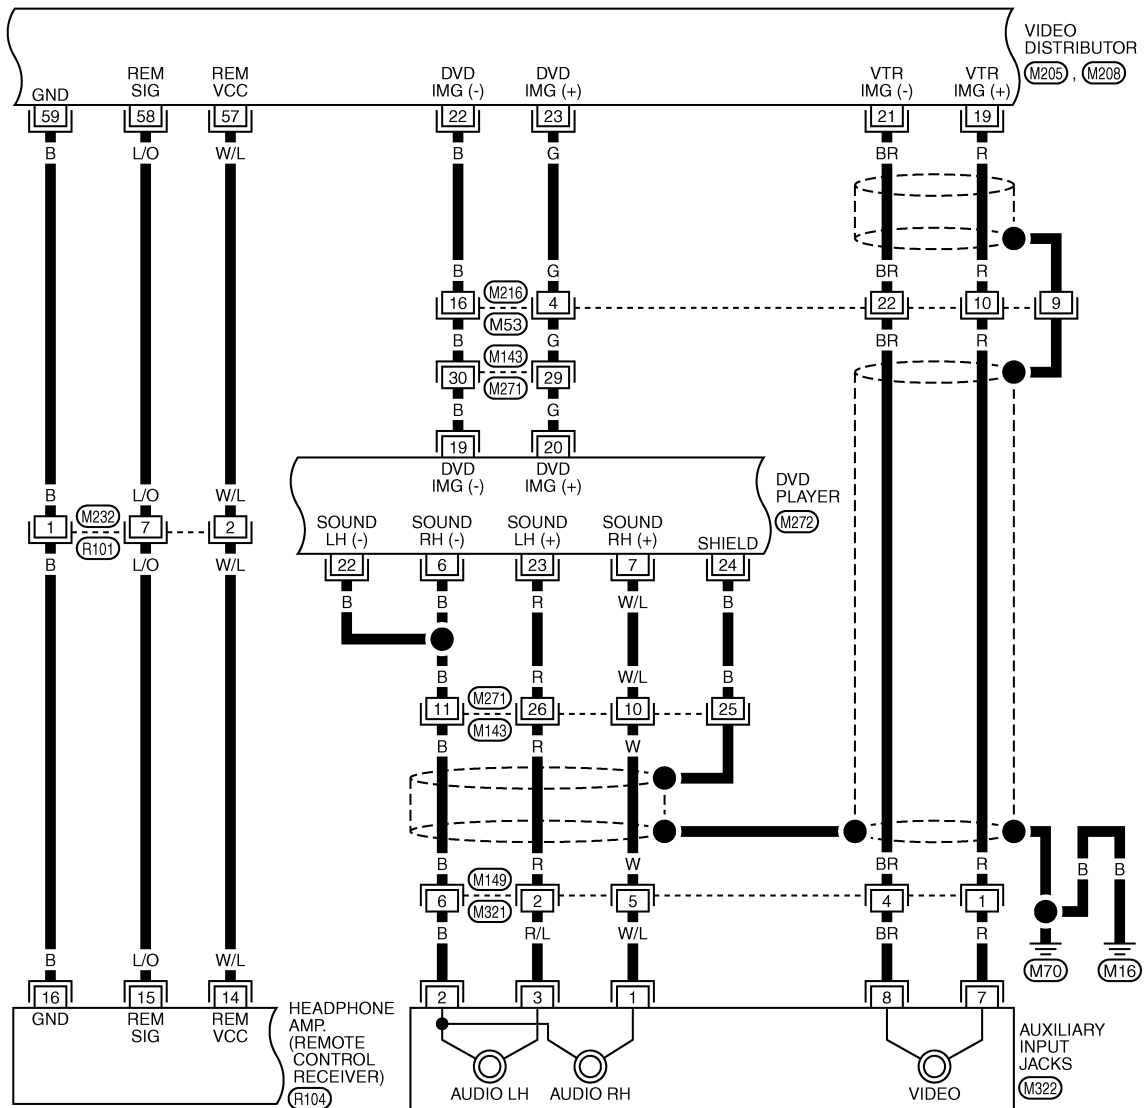 VIDEO
DISTRIBUTOR
M205 , M208
GND
REM
SIG
REM
VCC
DVD
IMG (-)
DVD
IMG (+)
VTR
IMG (-)
VTR
IMG (+)
59 58 57 22 23 21 19
B L/O W/L B G BR R
B G BR R
16 M216 4 22 10 9
M53
B G BR R
M143
30 29
M271
B G
19 20
DVD
IMG (-)
DVD
IMG (+)
DVD
PLAYER
M272
B L/O W/L
1 M232 7 2
R101
B L/O W/L
SOUND
LH (-)
SOUND
RH (-)
SOUND
LH (+)
SOUND
RH (+)
SHIELD
22 6 23 7 24
B B R W/L B
B R W/L B
11 M271 26 10 25
M143
B R W
B R W BR R
B B
M149
6 2 5 4 1
M321
B R/L W/L BR R
M70 M16
B L/O W/L
16 15 14 2 3 1 8 7
GND
REM
SIG
REM
VCC
HEADPHONE
AMP.
(REMOTE
CONTROL
RECEIVER)
R104
AUDIO LH
AUDIO RH
VIDEO
AUXILIARY
INPUT
JACKS
M322